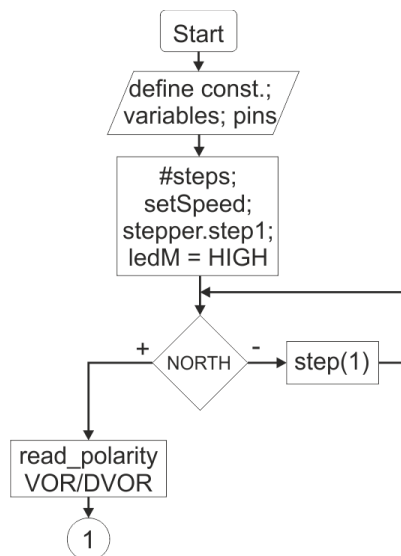 Start
define const.;
variables; pins
#steps;
setSpeed;
stepper.step1;
ledM = HIGH
+
NORTH
-
step(1)
read_polarity
VOR/DVOR
1